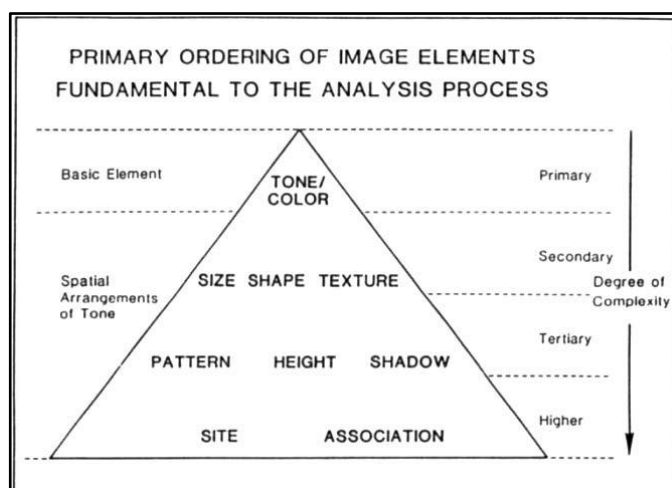 PRIMARY ORDERING OF IMAGE ELEMENTS
FUNDAMENTAL TO THE ANALYSIS PROCESS
Basic Element
TONE/
COLOR
Primary
Spatial
Arrangements
of Tone
SIZE SHAPE TEXTURE
Secondary
Degree of
Complexity
PATTERN HEIGHT SHADOW
Tertiary
SITE ASSOCIATION
Higher